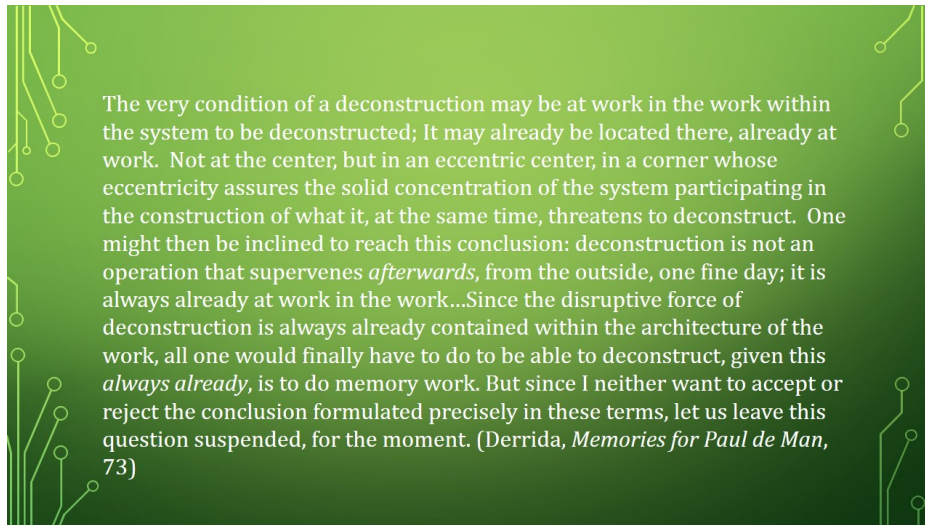 The very condition of a deconstruction may be at work in the work within
the system to be deconstructed; It may already be located there, already at
work.  Not at the center, but in an eccentric center, in a corner whose
eccentricity assures the solid concentration of the system participating in
the construction of what it, at the same time, threatens to deconstruct.  One
might then be inclined to reach this conclusion: deconstruction is not an
operation that supervenes afterwards, from the outside, one fine day; it is
always already at work in the work…Since the disruptive force of
deconstruction is always already contained within the architecture of the
work, all one would finally have to do to be able to deconstruct, given this
always already, is to do memory work. But since I neither want to accept or
reject the conclusion formulated precisely in these terms, let us leave this
question suspended, for the moment. (Derrida, Memories for Paul de Man,
73)